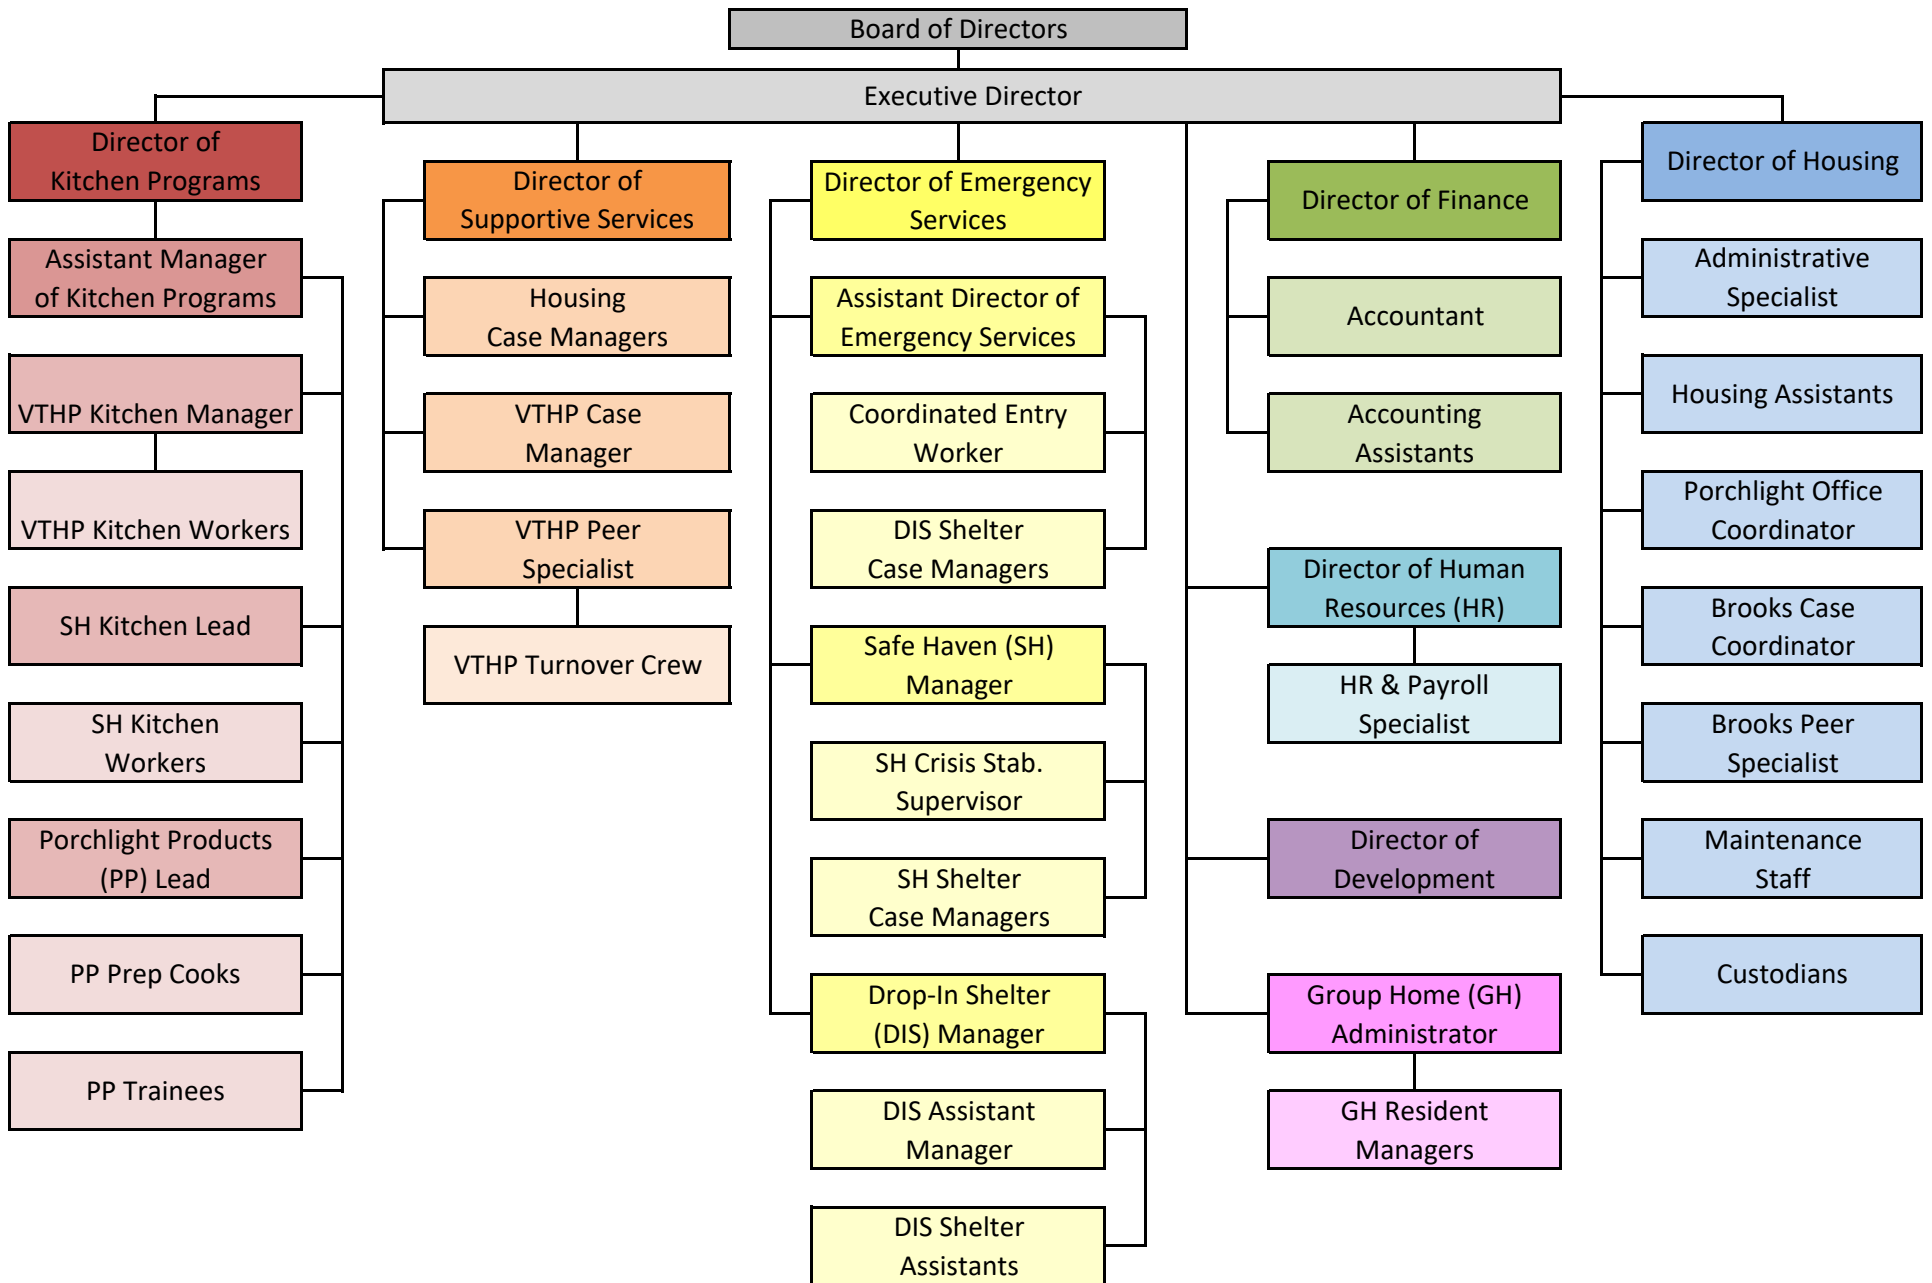 Board of Directors
Executive Director
Director of
Kitchen Programs
Assistant Manager
of Kitchen Programs
VTHP Kitchen Manager
VTHP Kitchen Workers
SH Kitchen Lead
SH Kitchen
Workers
Porchlight Products
(PP) Lead
PP Prep Cooks
PP Trainees
Director of
Supportive Services
Housing
Case Managers
VTHP Case
Manager
VTHP Peer
Specialist
VTHP Turnover Crew
Director of Emergency
Services
Assistant Director of
Emergency Services
Coordinated Entry
Worker
DIS Shelter
Case Managers
Safe Haven (SH)
Manager
SH Crisis Stab.
Supervisor
SH Shelter
Case Managers
Drop-In Shelter
(DIS) Manager
DIS Assistant
Manager
DIS Shelter
Assistants
Director of Finance
Accountant
Accounting
Assistants
Director of Human
Resources (HR)
HR & Payroll
Specialist
Director of
Development
Group Home (GH)
Administrator
GH Resident
Managers
Director of Housing
Administrative
Specialist
Housing Assistants
Porchlight Office
Coordinator
Brooks Case
Coordinator
Brooks Peer
Specialist
Maintenance
Staff
Custodians